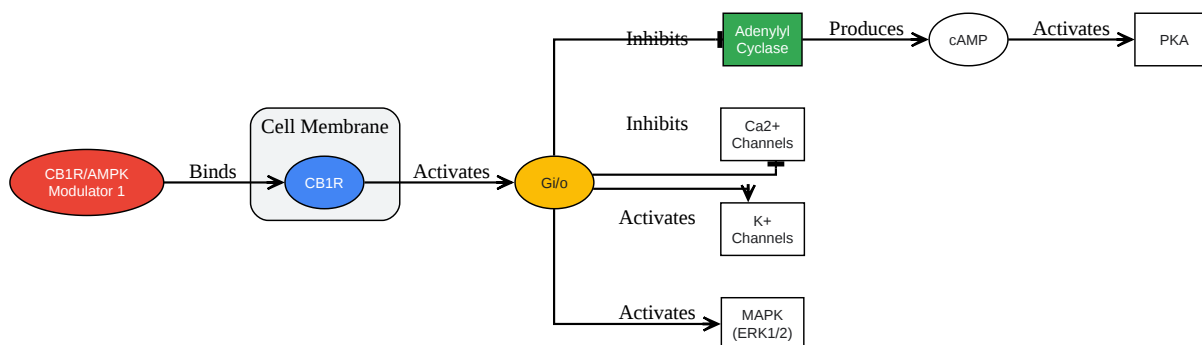 Inhibits
Adenylyl
Cyclase
Produces
cAMP
Activates
PKA
Cell Membrane
Inhibits
Ca2+
Channels
CB1R/AMPK
Modulator 1
Binds
CB1R
Activates
Gi/o
Activates
K+
Channels
Activates
MAPK
(ERK1/2)